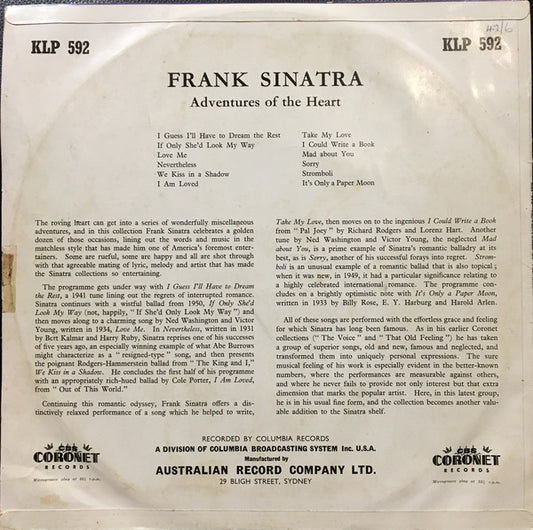 KLP 592
42/6
KLP 592
FRANK SINATRA
Adventures of the Heart
I Guess I'll Have to Dream the Rest
If Only She'd Look My Way
Love Me
Nevertheless
We Kiss in a Shadow
I Am Loved
Take My Love
I Could Write a Book
Mad about You
Sorry
Stromboli
It's Only a Paper Moon
The roving heart can get into a series of wonderfully miscellaneous
adventures, and in this collection Frank Sinatra celebrates a golden
dozen of those occasions, lining out the words and music in the
matchless style that has made him one of America's foremost enter-
tainers. Some are rueful, some are happy and all are shot through
with that agreeable mating of lyric, melody and artist that has made
the Sinatra collections so entertaining.
The programme gets under way with I Guess I'll Have to Dream
the Rest, a 1941 tune lining out the regrets of interrupted romance.
Sinatra continues with a wistful ballad from 1950, If Only She'd
Look My Way (not, happily, " If She'd Only Look My Way ") and
then moves along to a charming song by Ned Washington and Victor
Young, written in 1934, Love Me. In Nevertheless, written in 1931
by Bert Kalmar and Harry Ruby, Sinatra reprises one of his successes
of five years ago, an especially winning example of what Abe Burrows
might characterize as a " resigned-type " song, and then presents
the poignant Rodgers-Hammerstein ballad from " The King and I,"
We Kiss in a Shadow. He concludes the first half of his programme
with an appropriately rich-hued ballad by Cole Porter, I Am Loved,
from " Out of This World."
Continuing this romantic odyssey, Frank Sinatra offers a dis-
tinctively relaxed performance of a song which he helped to write,
Take My Love, then moves on to the ingenious I Could Write a Book
from " Pal Joey " by Richard Rodgers and Lorenz Hart. Another
tune by Ned Washington and Victor Young, the neglected Mad
about You, is a prime example of Sinatra's romantic balladry at its
best, as is Sorry, another of his successful forays into regret. Strom-
boli is an unusual example of a romantic ballad that is also topical ;
when it was new, in 1949, it had a particular significance relating to
a highly celebrated international romance. The programme con-
cludes on a brightly optimistic note with It's Only a Paper Moon,
written in 1933 by Billy Rose, E. Y. Harburg and Harold Arlen.
All of these songs are performed with the effortless grace and feeling
for which Sinatra has long been famous. As in his earlier Coronet
collections (" The Voice " and " That Old Feeling ") he has taken
a group of superior songs, old and new, famous and neglected, and
transformed them into uniquely personal expressions. The sure
musical feeling of his work is especially evident in the better-known
numbers, where the performances are measurable against others,
and where he never fails to provide not only interest but that extra
dimension that marks the popular artist. Here, in this latest group,
he is in his usual fine form, and the collection becomes another valu-
able addition to the Sinatra shelf.
CBS
CORONET
RECORDS
Microgroove play at 33⅓ r.p.m.
RECORDED BY COLUMBIA RECORDS
A DIVISION OF COLUMBIA BROADCASTING SYSTEM Inc. U.S.A.
Manufactured by
AUSTRALIAN RECORD COMPANY LTD.
29 BLIGH STREET, SYDNEY
CBS
CORONET
RECORDS
Microgroove play at 33⅓ r.p.m.